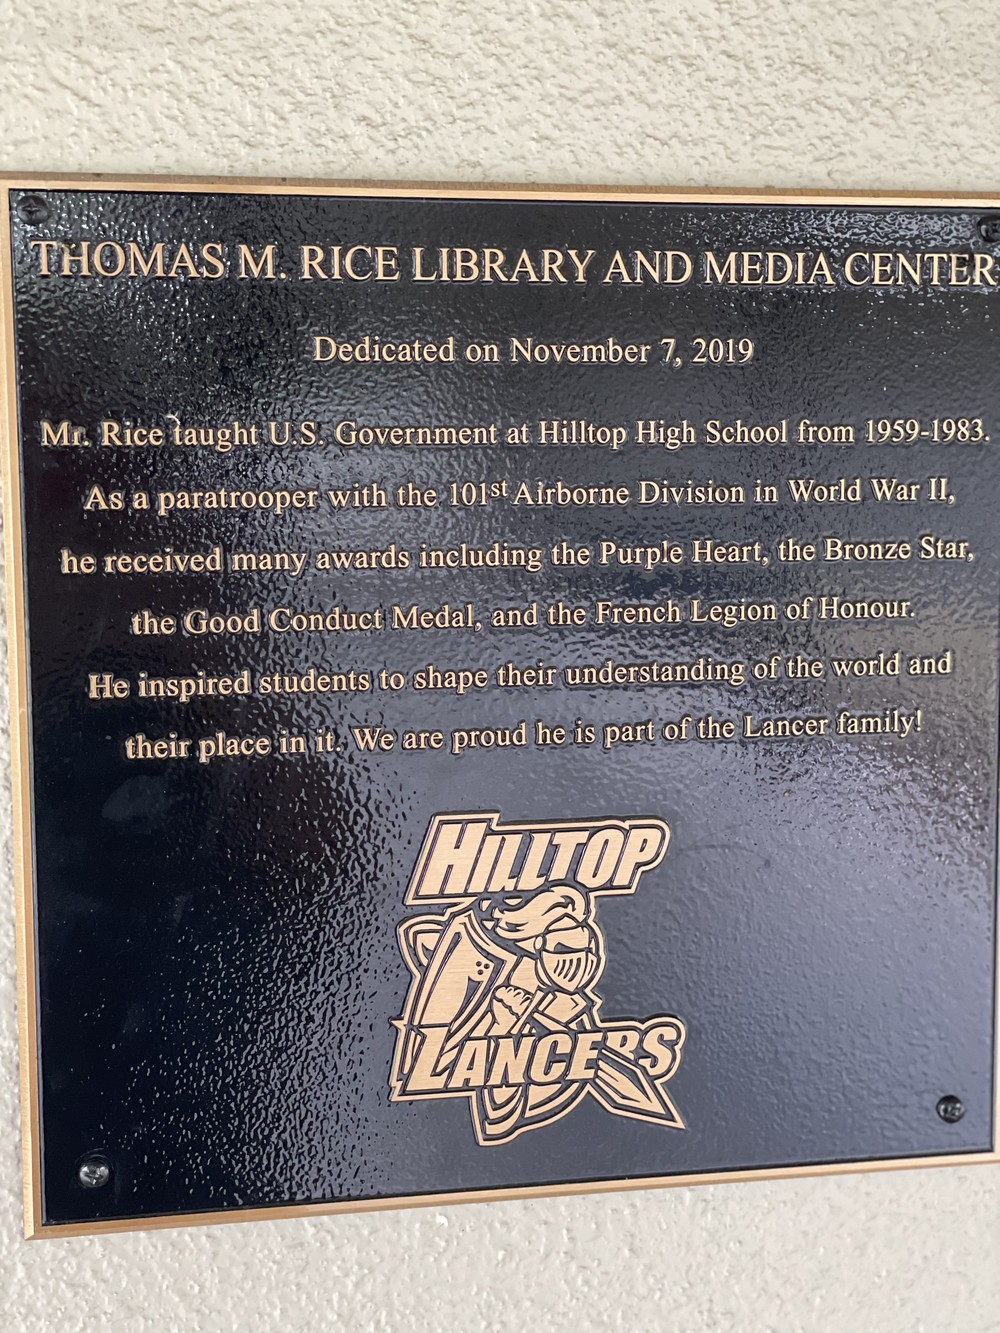 THOMAS M. RICE LIBRARY AND MEDIA CENTER
Dedicated on November 7, 2019
Mr. Rice taught U.S. Government at Hilltop High School from 1959-1983.
As a paratrooper with the 101st Airborne Division in World War II,
he received many awards including the Purple Heart, the Bronze Star,
the Good Conduct Medal, and the French Legion of Honour.
He inspired students to shape their understanding of the world and
their place in it. We are proud he is part of the Lancer family!
HILLTOP
LANCERS